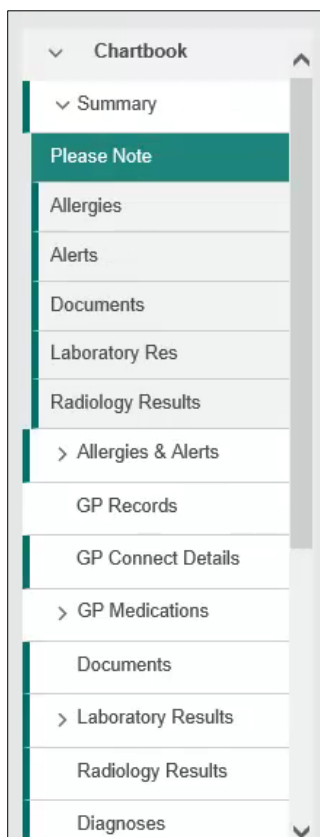 Chartbook
Summary
Please Note
Allergies
Alerts
Documents
Laboratory Res
Radiology Results
Allergies & Alerts
GP Records
GP Connect Details
GP Medications
Documents
Laboratory Results
Radiology Results
Diagnoses